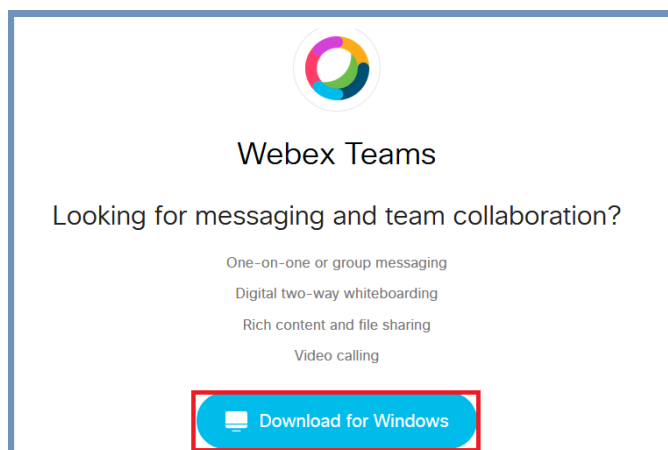 Webex Teams
Looking for messaging and team collaboration?
One-on-one or group messaging
Digital two-way whiteboarding
Rich content and file sharing
Video calling
Download for Windows